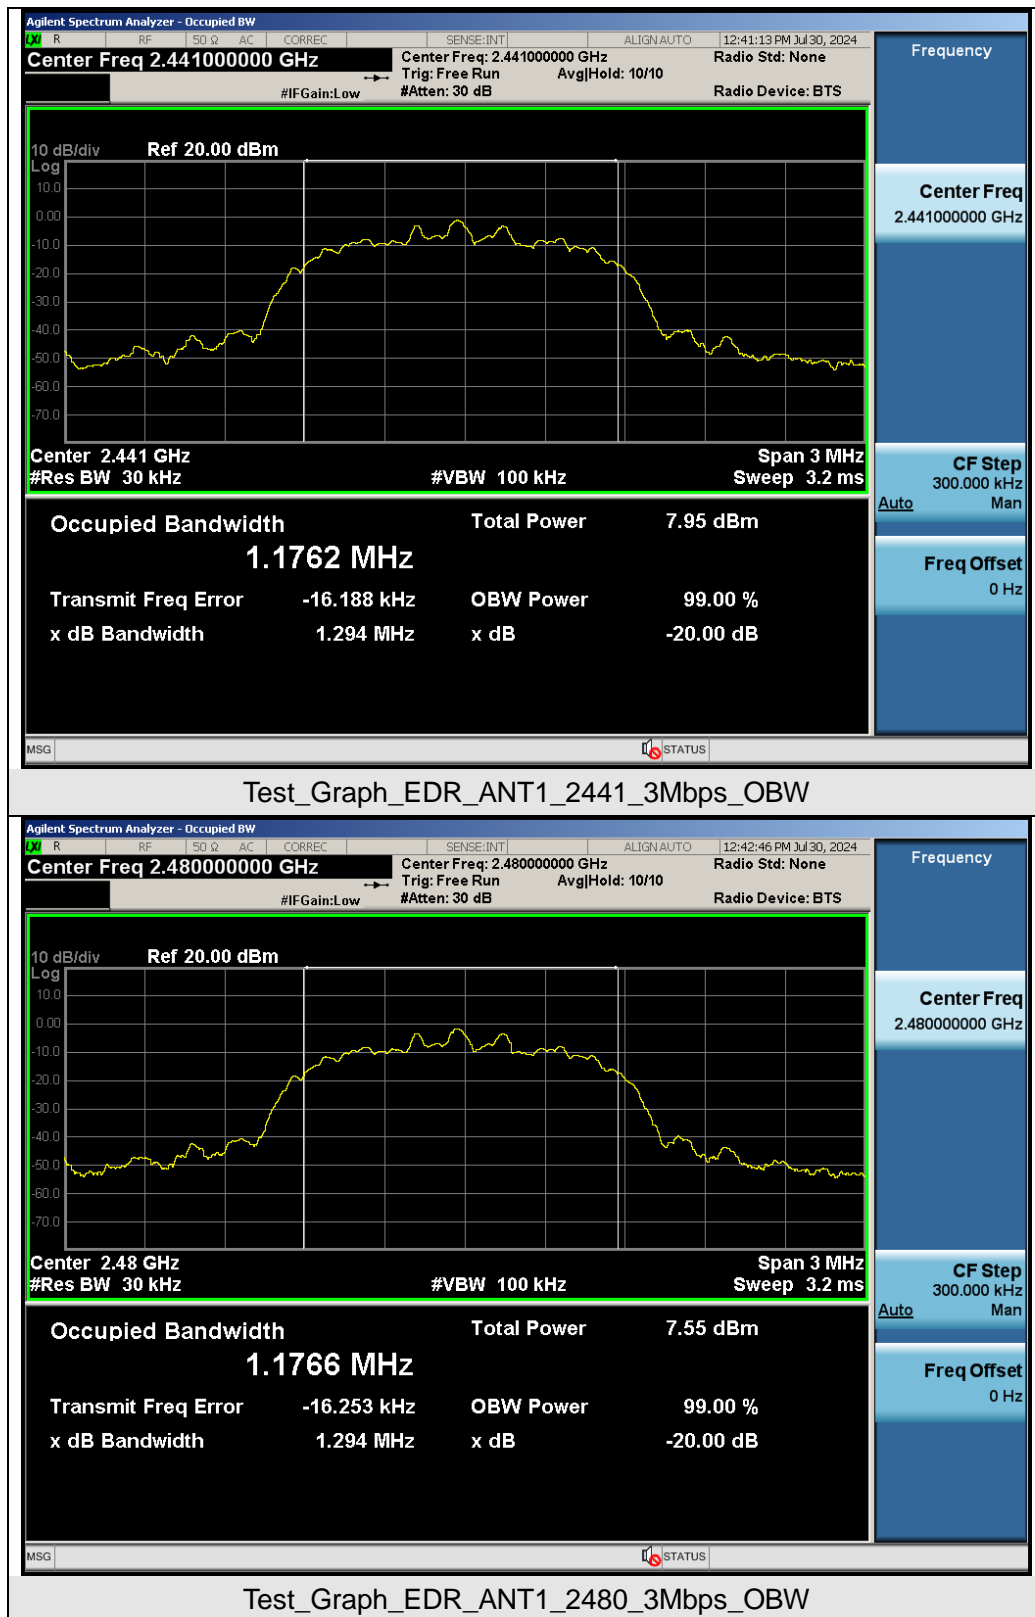 Agilent Spectrum Analyzer - Occupied BW
LXI R RF 50 Ω AC CORREC SENSE:INT ALIGN AUTO 12:41:13 PM Jul 30, 2024
Center Freq 2.441000000 GHz Center Freq: 2.441000000 GHz Radio Std: None
Trig: Free Run Avg|Hold: 10/10
#IFGain:Low #Atten: 30 dB Radio Device: BTS
Frequency
10 dB/div Ref 20.00 dBm
Log
10.0
0.00
-10.0
-20.0
-30.0
-40.0
-50.0
-60.0
-70.0
Center 2.441 GHz Span 3 MHz
#Res BW 30 kHz #VBW 100 kHz Sweep 3.2 ms
Center Freq
2.441000000 GHz
CF Step
300.000 kHz
Auto Man
Freq Offset
0 Hz
Occupied Bandwidth Total Power 7.95 dBm
1.1762 MHz
Transmit Freq Error -16.188 kHz OBW Power 99.00 %
x dB Bandwidth 1.294 MHz x dB -20.00 dB
MSG STATUS
Test_Graph_EDR_ANT1_2441_3Mbps_OBW
Agilent Spectrum Analyzer - Occupied BW
LXI R RF 50 Ω AC CORREC SENSE:INT ALIGN AUTO 12:42:46 PM Jul 30, 2024
Center Freq 2.480000000 GHz Center Freq: 2.480000000 GHz Radio Std: None
Trig: Free Run Avg|Hold: 10/10
#IFGain:Low #Atten: 30 dB Radio Device: BTS
Frequency
10 dB/div Ref 20.00 dBm
Log
10.0
0.00
-10.0
-20.0
-30.0
-40.0
-50.0
-60.0
-70.0
Center 2.48 GHz Span 3 MHz
#Res BW 30 kHz #VBW 100 kHz Sweep 3.2 ms
Center Freq
2.480000000 GHz
CF Step
300.000 kHz
Auto Man
Freq Offset
0 Hz
Occupied Bandwidth Total Power 7.55 dBm
1.1766 MHz
Transmit Freq Error -16.253 kHz OBW Power 99.00 %
x dB Bandwidth 1.294 MHz x dB -20.00 dB
MSG STATUS
Test_Graph_EDR_ANT1_2480_3Mbps_OBW